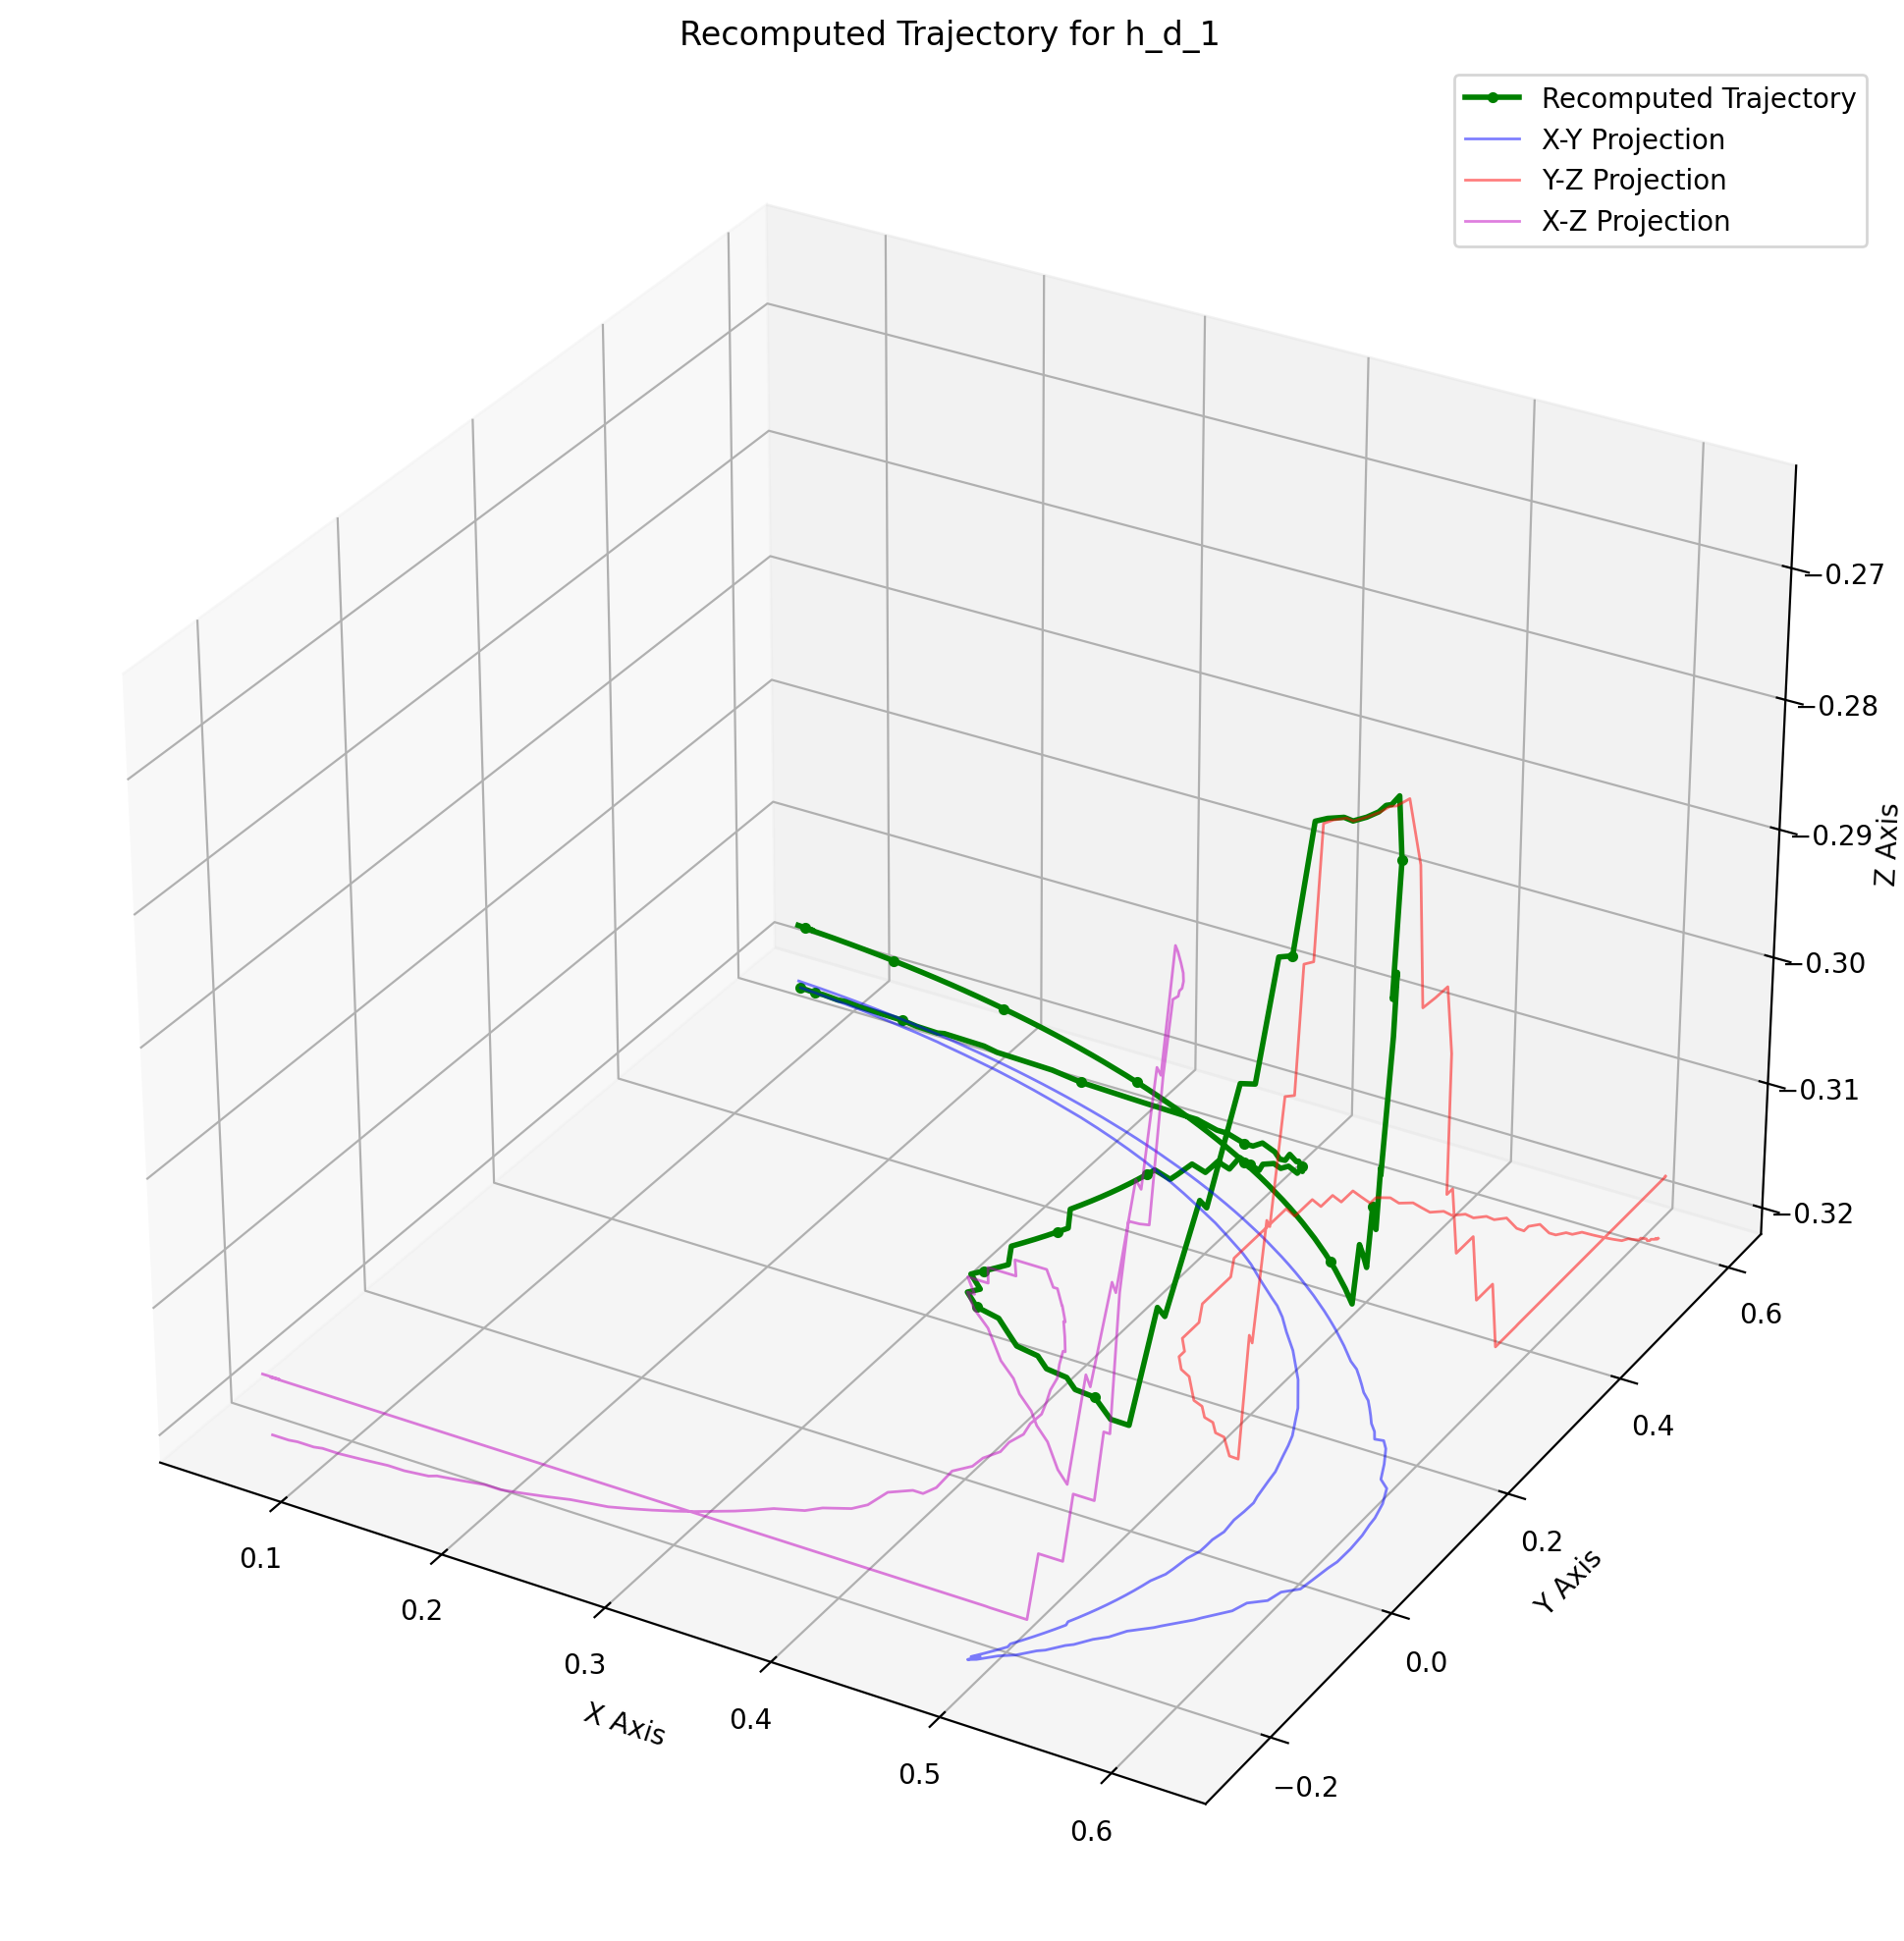 Recomputed Trajectory for h_d_1
Recomputed Trajectory
X-Y Projection
Y-Z Projection
X-Z Projection
−0.27
−0.28
−0.29
Z Axis
−0.30
−0.31
−0.32
0.6
0.4
0.2
Y Axis
0.0
−0.2
0.1
0.2
0.3
X Axis
0.4
0.5
0.6